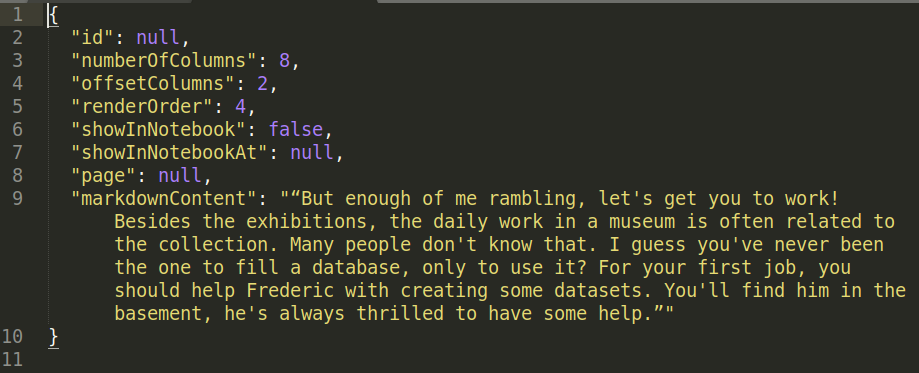 1 {
2 "id": null,
3 "numberOfColumns": 8,
4 "offsetColumns": 2,
5 "renderOrder": 4,
6 "showInNotebook": false,
7 "showInNotebookAt": null,
8 "page": null,
9 "markdownContent": "“But enough of me rambling, let's get you to work!
Besides the exhibitions, the daily work in a museum is often related to
the collection. Many people don't know that. I guess you've never been
the one to fill a database, only to use it? For your first job, you
should help Frederic with creating some datasets. You'll find him in the
basement, he's always thrilled to have some help.”"
10 }
11